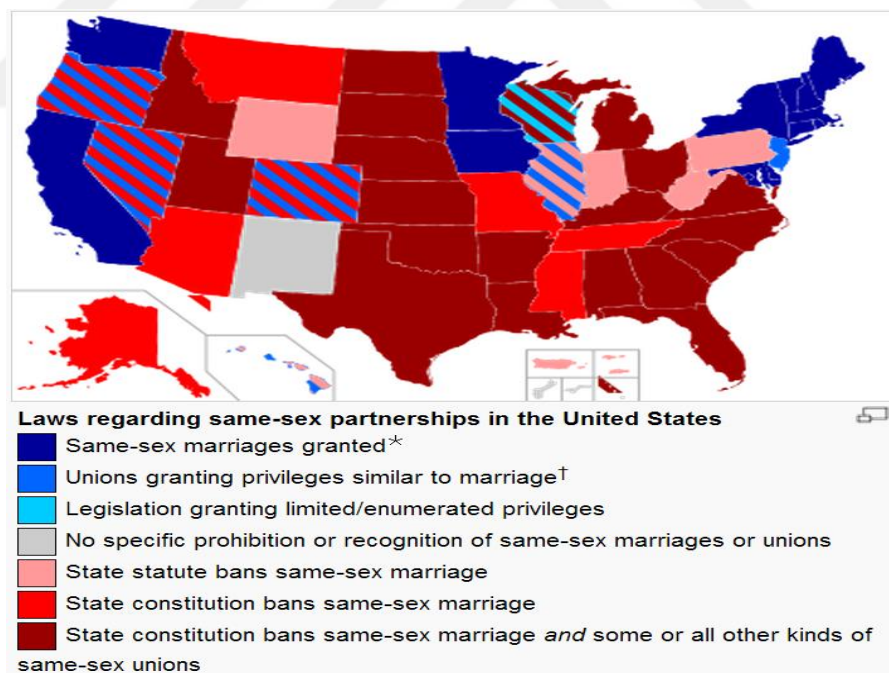 Laws regarding same-sex partnerships in the United States
Same-sex marriages granted*
Unions granting privileges similar to marriage†
Legislation granting limited/enumerated privileges
No specific prohibition or recognition of same-sex marriages or unions
State statute bans same-sex marriage
State constitution bans same-sex marriage
State constitution bans same-sex marriage and some or all other kinds of
same-sex unions